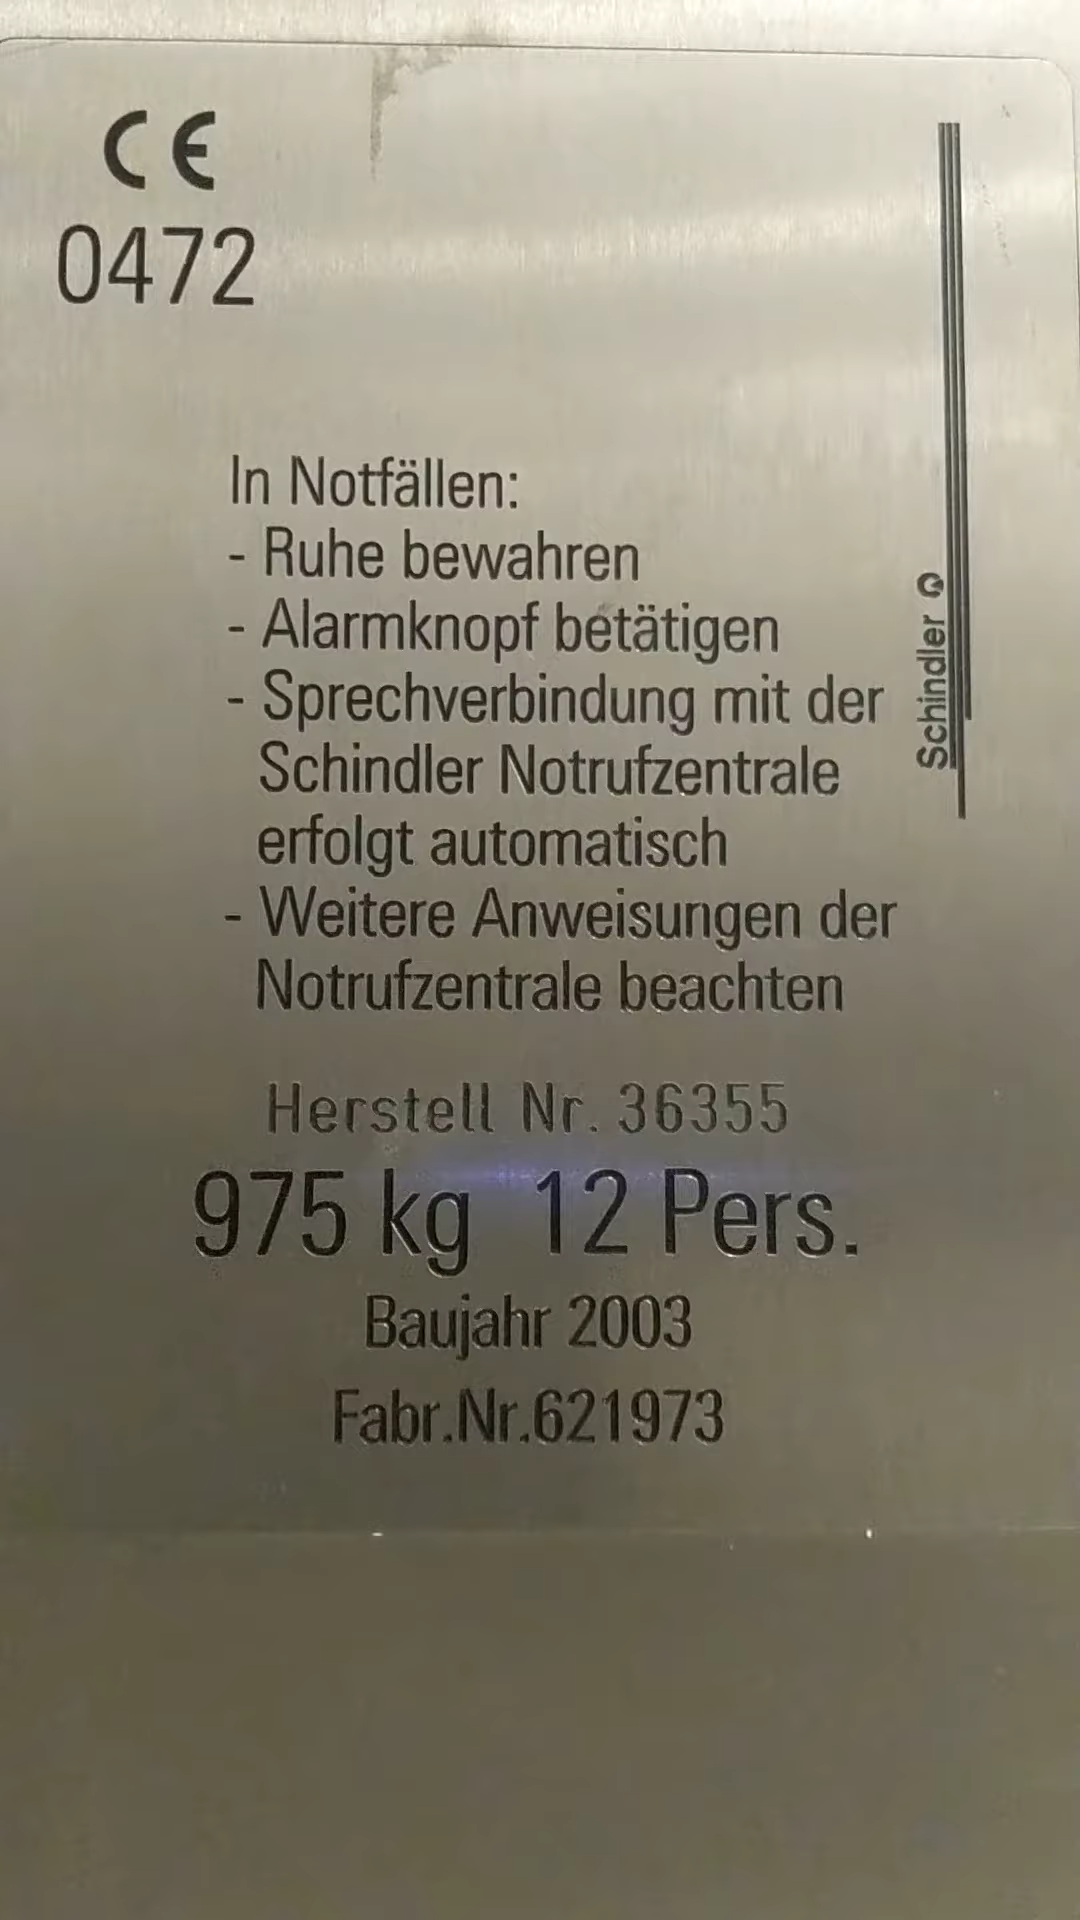 CE
0472
In Notfällen:
- Ruhe bewahren
- Alarmknopf betätigen
- Sprechverbindung mit der
Schindler Notrufzentrale
erfolgt automatisch
- Weitere Anweisungen der
Notrufzentrale beachten
Schindler
Herstell Nr. 36355
975 kg 12 Pers.
Baujahr 2003
Fabr.Nr.621973